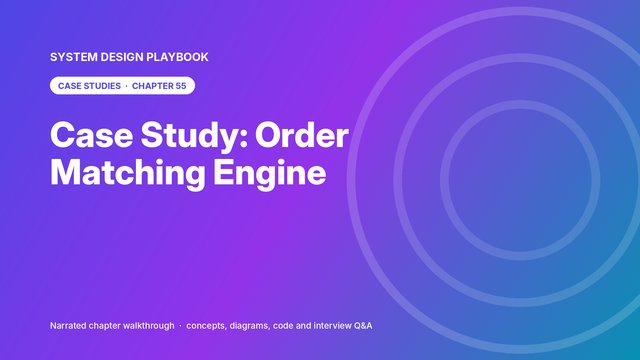 SYSTEM DESIGN PLAYBOOK
CASE STUDIES · CHAPTER 55
Case Study: Order
Matching Engine
Narrated chapter walkthrough · concepts, diagrams, code and interview Q&A